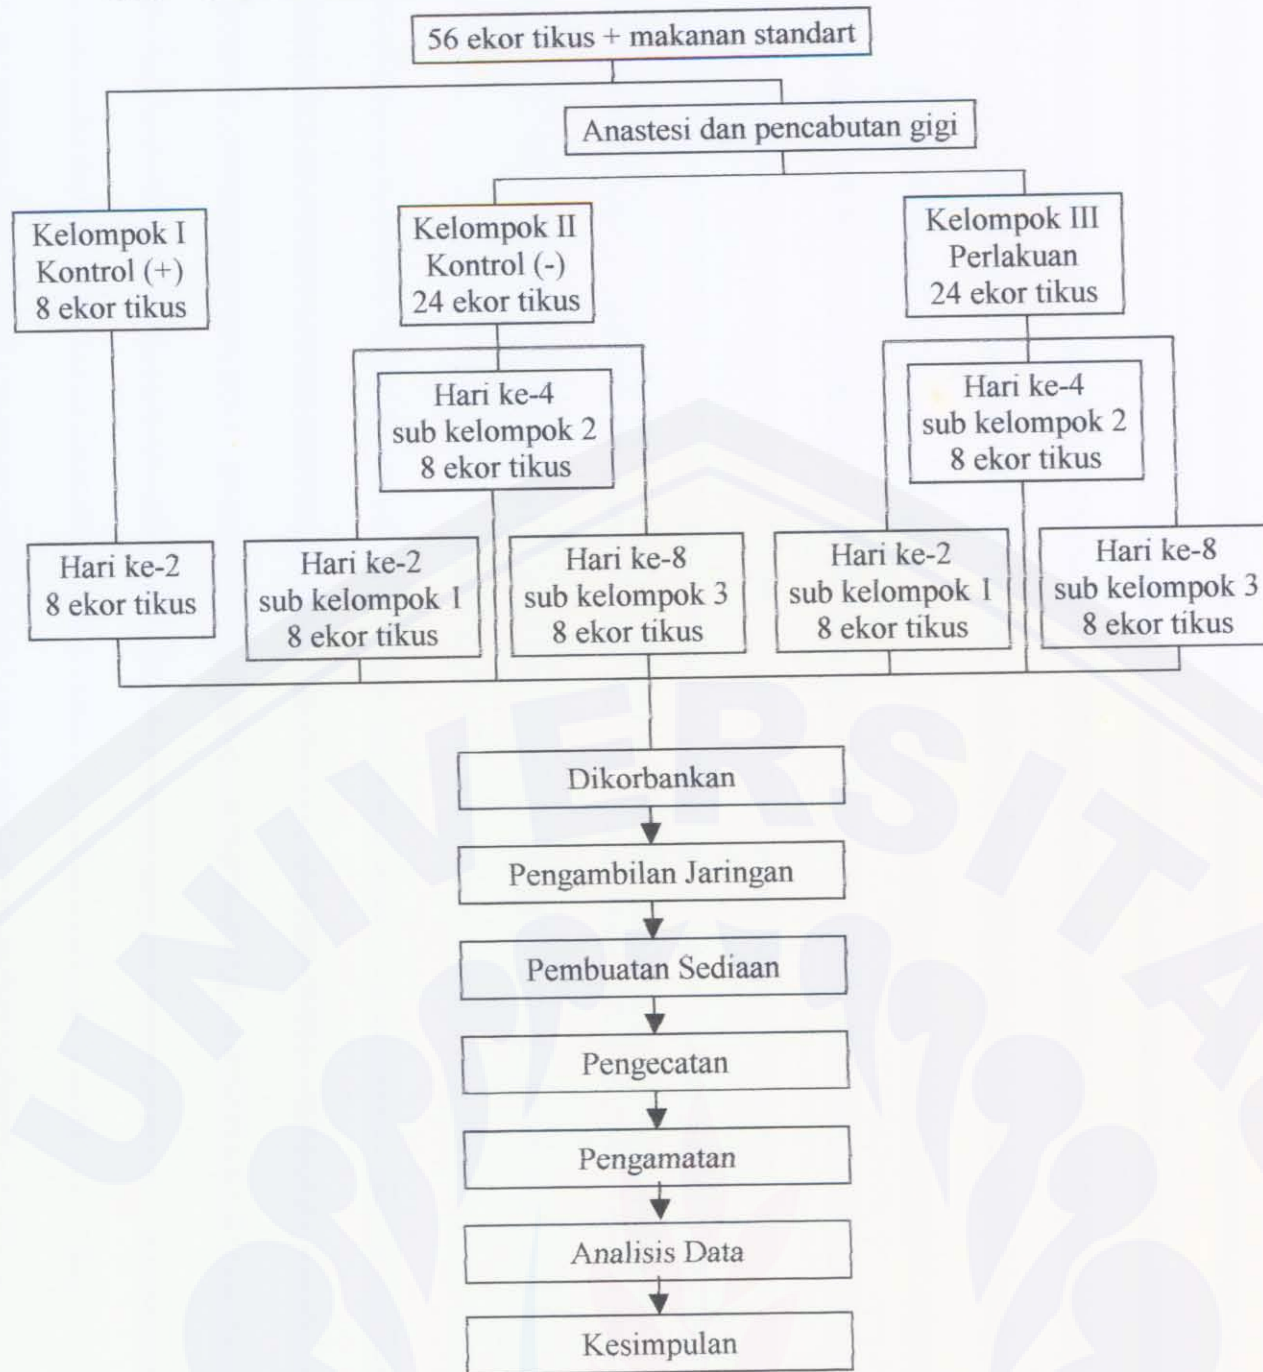 56 ekor tikus + makanan standart
Anastesi dan pencabutan gigi
Kelompok I
Kontrol (+)
8 ekor tikus
Kelompok II
Kontrol (-)
24 ekor tikus
Kelompok III
Perlakuan
24 ekor tikus
Hari ke-4
sub kelompok 2
8 ekor tikus
Hari ke-4
sub kelompok 2
8 ekor tikus
Hari ke-2
8 ekor tikus
Hari ke-2
sub kelompok 1
8 ekor tikus
Hari ke-8
sub kelompok 3
8 ekor tikus
Hari ke-2
sub kelompok 1
8 ekor tikus
Hari ke-8
sub kelompok 3
8 ekor tikus
Dikorbankan
Pengambilan Jaringan
Pembuatan Sediaan
Pengecatan
Pengamatan
Analisis Data
Kesimpulan
UNIVERSITAS